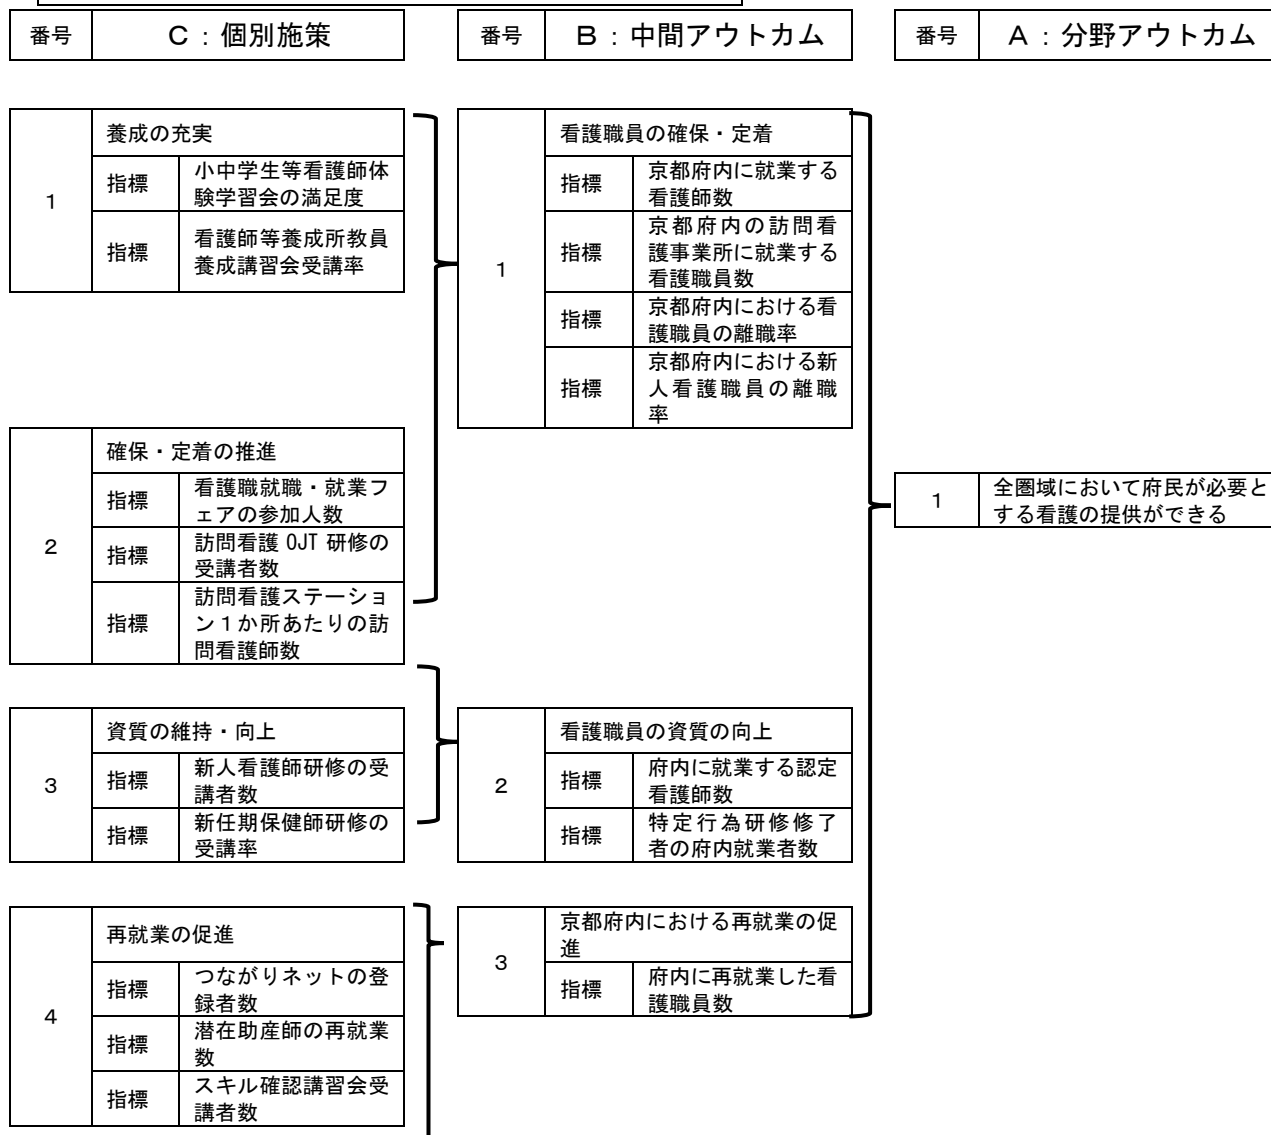 番号
C:個別施策
番号
B:中間アウトカム
番号
A:分野アウトカム
1
養成の充実
指標
小中学生等看護師体
験学習会の満足度
指標
看護師等養成所教員
養成講習会受講率
2
確保・定着の推進
指標
看護職就職・就業フ
ェアの参加人数
指標
訪問看護 OJT 研修の
受講者数
指標
訪問看護ステーショ
ン1か所あたりの訪
問看護師数
3
資質の維持・向上
指標
新人看護師研修の受
講者数
指標
新任期保健師研修の
受講率
4
再就業の促進
指標
つながりネットの登
録者数
指標
潜在助産師の再就業
数
指標
スキル確認講習会受
講者数
1
看護職員の確保・定着
指標
京都府内に就業する
看護師数
指標
京都府内の訪問看
護事業所に就業する
看護職員数
指標
京都府内における看
護職員の離職率
指標
京都府内における新
人看護職員の離職
率
2
看護職員の資質の向上
指標
府内に就業する認定
看護師数
指標
特定行為研修修了
者の府内就業者数
3
京都府内における再就業の促
進
指標
府内に再就業した看
護職員数
1
全圏域において府民が必要と
する看護の提供ができる